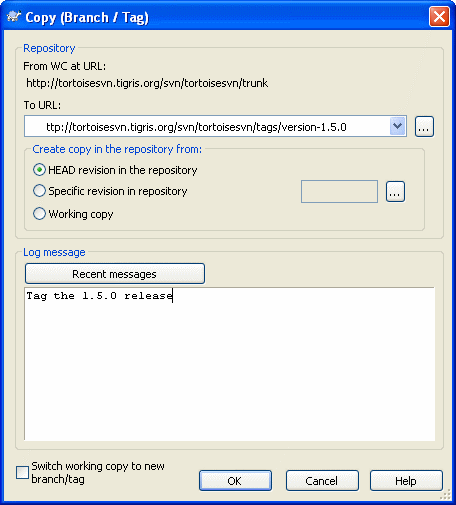 Copy (Branch / Tag)
Repository
From WC at URL:
http://tortoisesvn.tigris.org/svn/tortoisesvn/trunk
To URL:
ttp://tortoisesvn.tigris.org/svn/tortoisesvn/tags/version-1.5.0
...
Create copy in the repository from:
HEAD revision in the repository
Specific revision in repository
...
Working copy
Log message
Recent messages
Tag the 1.5.0 release
Switch working copy to new
branch/tag
OK
Cancel
Help